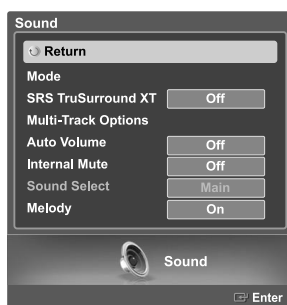 Sound
Return
Mode
SRS TruSurround XT Off
Multi-Track Options
Auto Volume Off
Internal Mute Off
Sound Select Main
Melody On
Sound
Enter